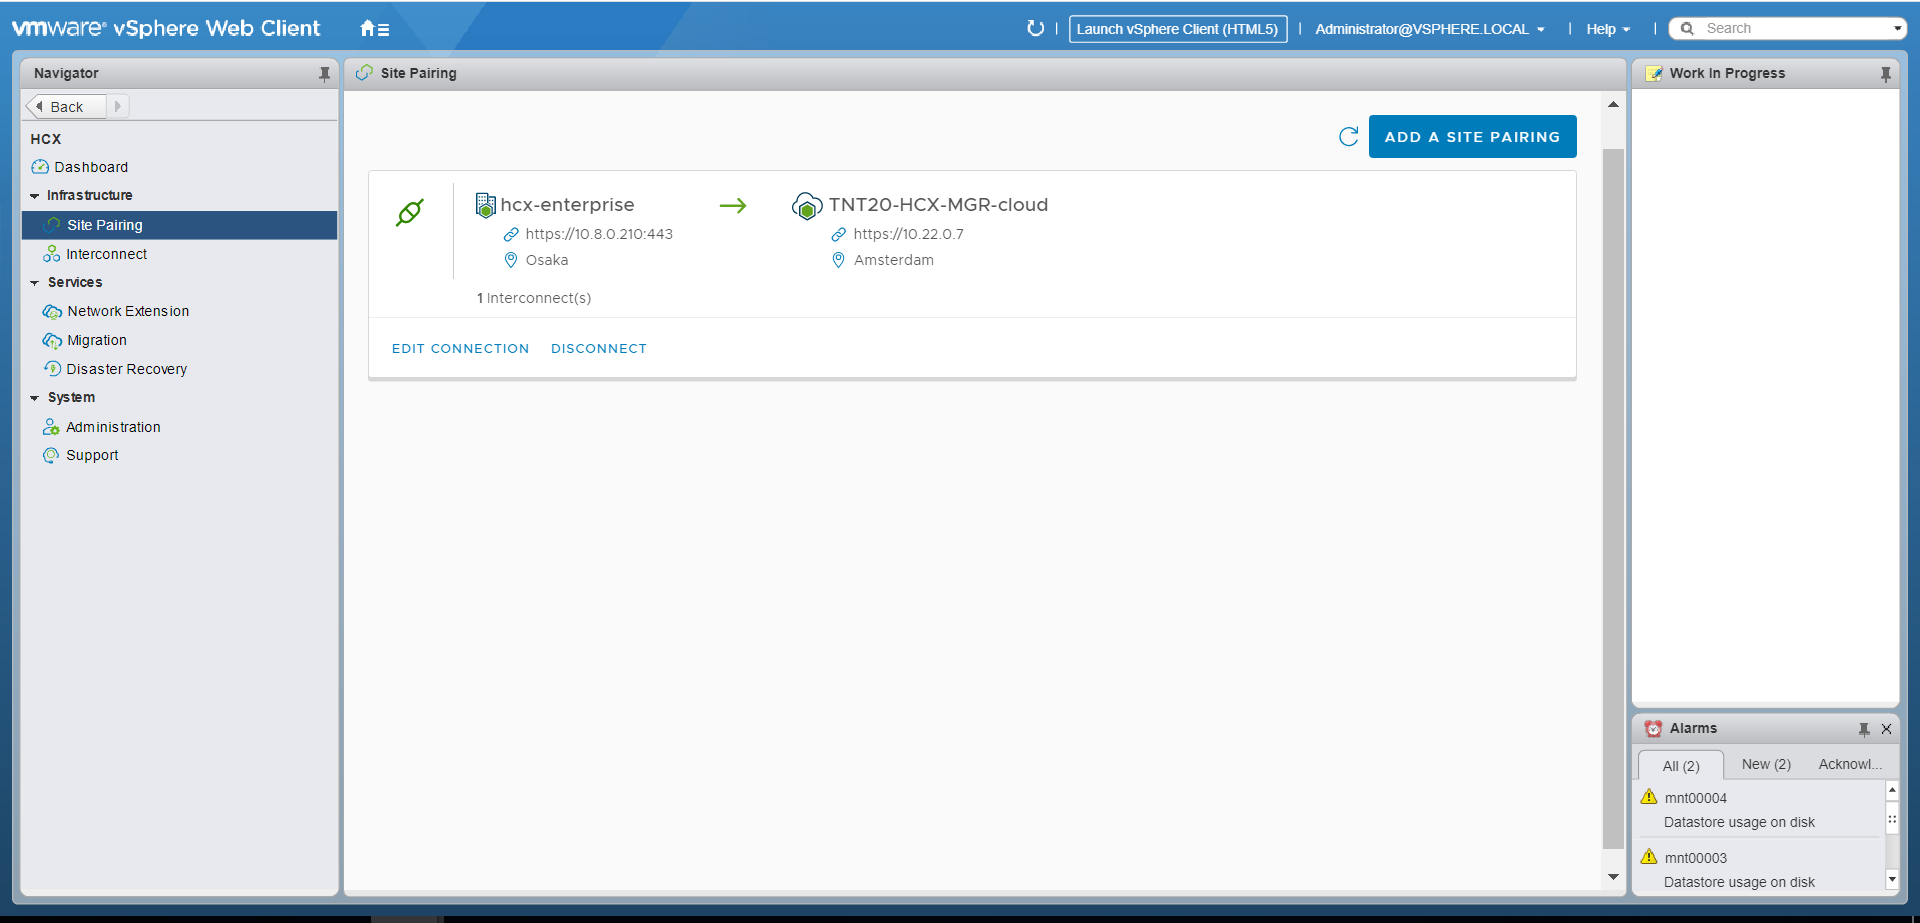 vmware® vSphere Web Client
Launch vSphere Client (HTML5)
Administrator@VSPHERE.LOCAL
Help
Search
Navigator
Back
HCX
Dashboard
Infrastructure
Site Pairing
Interconnect
Services
Network Extension
Migration
Disaster Recovery
System
Administration
Support
Site Pairing
ADD A SITE PAIRING
hcx-enterprise
https://10.8.0.210:443
Osaka
TNT20-HCX-MGR-cloud
https://10.22.0.7
Amsterdam
1 Interconnect(s)
EDIT CONNECTION DISCONNECT
Work In Progress
Alarms
All (2) New (2) Acknowl...
mnt00004
Datastore usage on disk
mnt00003
Datastore usage on disk